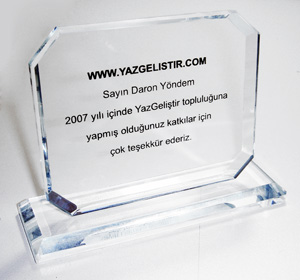 WWW.YAZGELISTIR.COM
Sayın Daron Yöndem
2007 yılı içinde YazGeliştir topluluğuna
yapmış olduğunuz katkılar için
çok teşekkür ederiz.